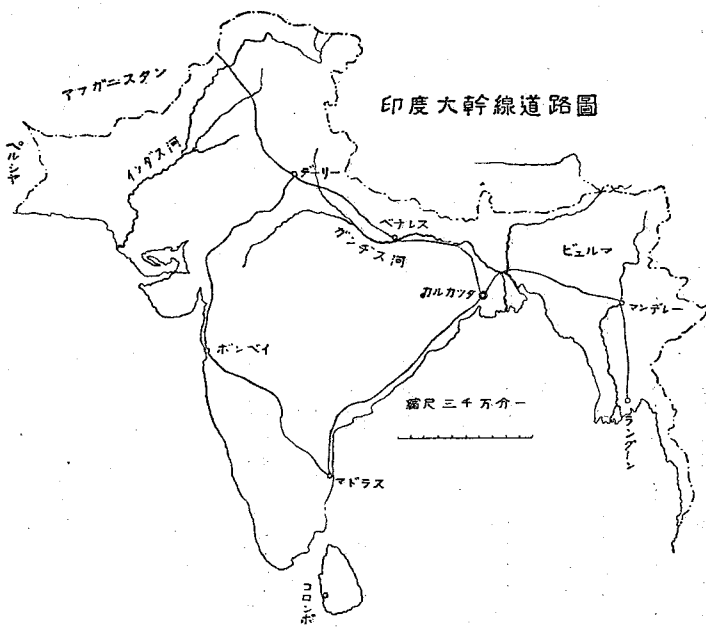 印度大幹線道路圖
アフガニスタン
ペルシヤ
インダス河
デーリー
ベナレス
ガンヂス河
ビェルマ
カルカツタ
マンデレー
ボンベイ
縮尺三千万分一
ラングーン
マドラス
コロンボ